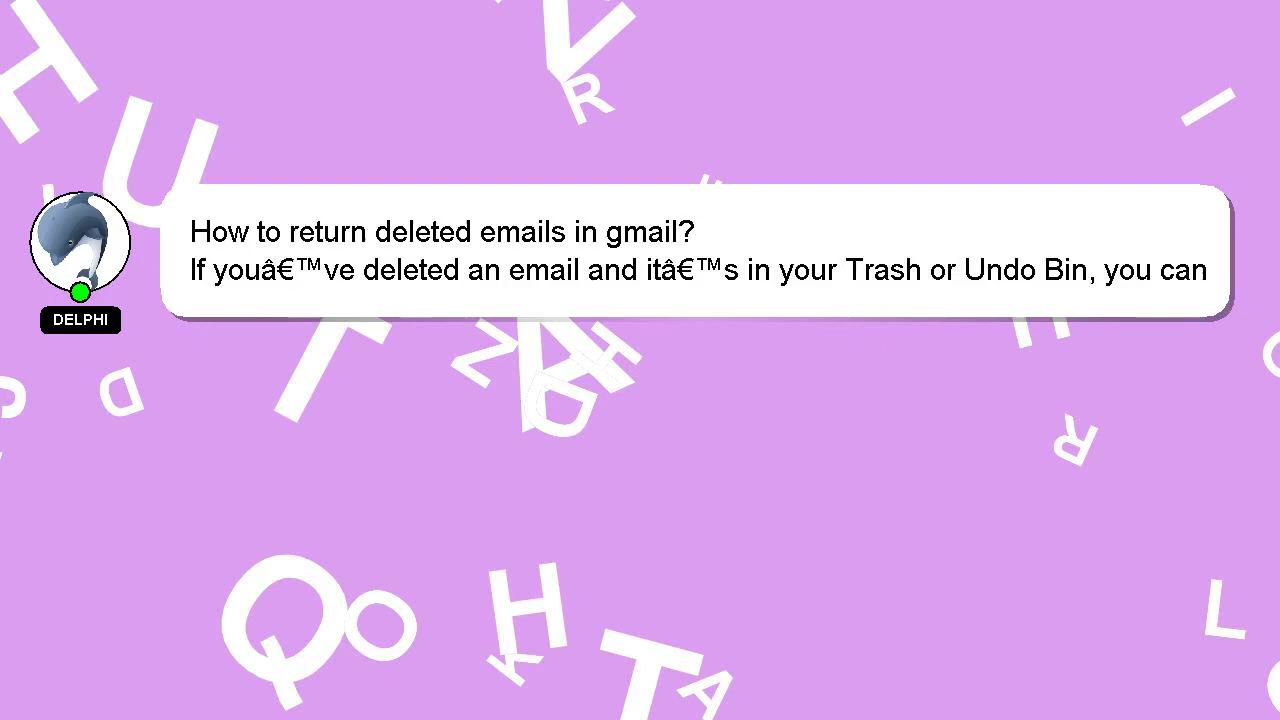 How to return deleted emails in gmail?
If youâ€™ve deleted an email and itâ€™s in your Trash or Undo Bin, you can
DELPHI
H
U
V
R
I
T
Z
H
D
D
R
Q
O
H
K
T
A
L